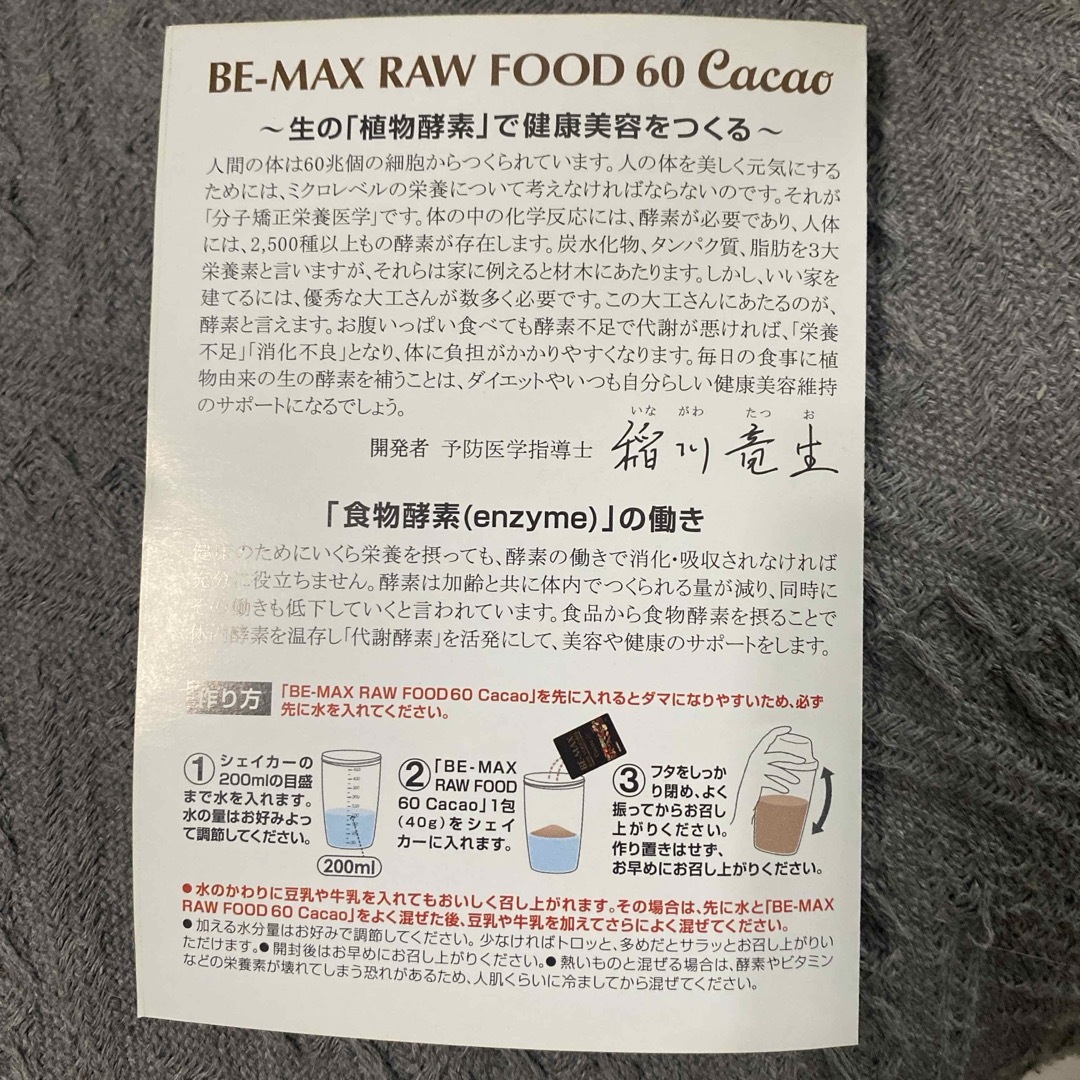 BE-MAX RAW FOOD 60 Cacao
～生の「植物酵素」で健康美容をつくる～
人間の体は60兆個の細胞からつくられています。人の体を美しく元気にする
ためには、ミクロレベルの栄養について考えなければならないのです。それが
「分子矯正栄養医学」です。体の中の化学反応には、酵素が必要であり、人体
には、2,500種以上もの酵素が存在します。炭水化物、タンパク質、脂肪を3大
栄養素と言いますが、それらは家に例えると材木にあたります。しかし、いい家を
建てるには、優秀な大工さんが数多く必要です。この大工さんにあたるのが、
酵素と言えます。お腹いっぱい食べても酵素不足で代謝が悪ければ、「栄養
不足」「消化不良」となり、体に負担がかかりやすくなります。毎日の食事に植
物由来の生の酵素を補うことは、ダイエットやいつも自分らしい健康美容維持
のサポートになるでしょう。
いな がわ たつ お
開発者 予防医学指導士 稲川竜生
「食物酵素(enzyme)」の働き
のためにいくら栄養を摂っても、酵素の働きで消化・吸収されなければ
充分に役立ちません。酵素は加齢と共に体内でつくられる量が減り、同時に
働きも低下していくと言われています。食品から食物酵素を摂ることで
体内酵素を温存し「代謝酵素」を活発にして、美容や健康のサポートをします。
作り方 「BE-MAX RAW FOOD60 Cacao」を先に入れるとダマになりやすいため、必ず
先に水を入れてください。
① シェイカーの
200mlの目盛
まで水を入れます。
水の量はお好みよっ
て調節してください。
200ml
② 「BE-MAX
RAW FOOD
60 Cacao」1包
(40g)をシェイ
カーに入れます。
BE-MAX
③ フタをしっか
り閉め、よく
振ってからお召し
上がりください。
作り置きはせず、
お早めにお召し上がりください。
●水のかわりに豆乳や牛乳を入れてもおいしく召し上がれます。その場合は、先に水と「BE-MAX
RAW FOOD 60 Cacao」をよく混ぜた後、豆乳や牛乳を加えてさらによく混ぜてください。
●加える水分量はお好みで調節してください。少なければトロッと、多めだとサラッとお召し上がりい
ただけます。●開封後はお早めにお召し上がりください。●熱いものと混ぜる場合は、酵素やビタミン
などの栄養素が壊れてしまう恐れがあるため、人肌くらいに冷ましてから混ぜてください。